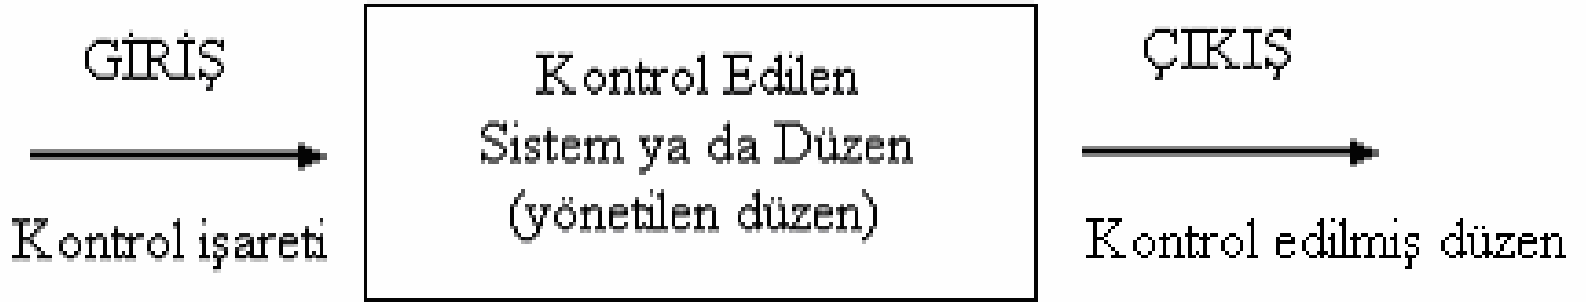 GİRİŞ
Kontrol işareti
Kontrol Edilen
Sistem ya da Düzen
(yönetilen düzen)
ÇIKIŞ
Kontrol edilmiş düzen